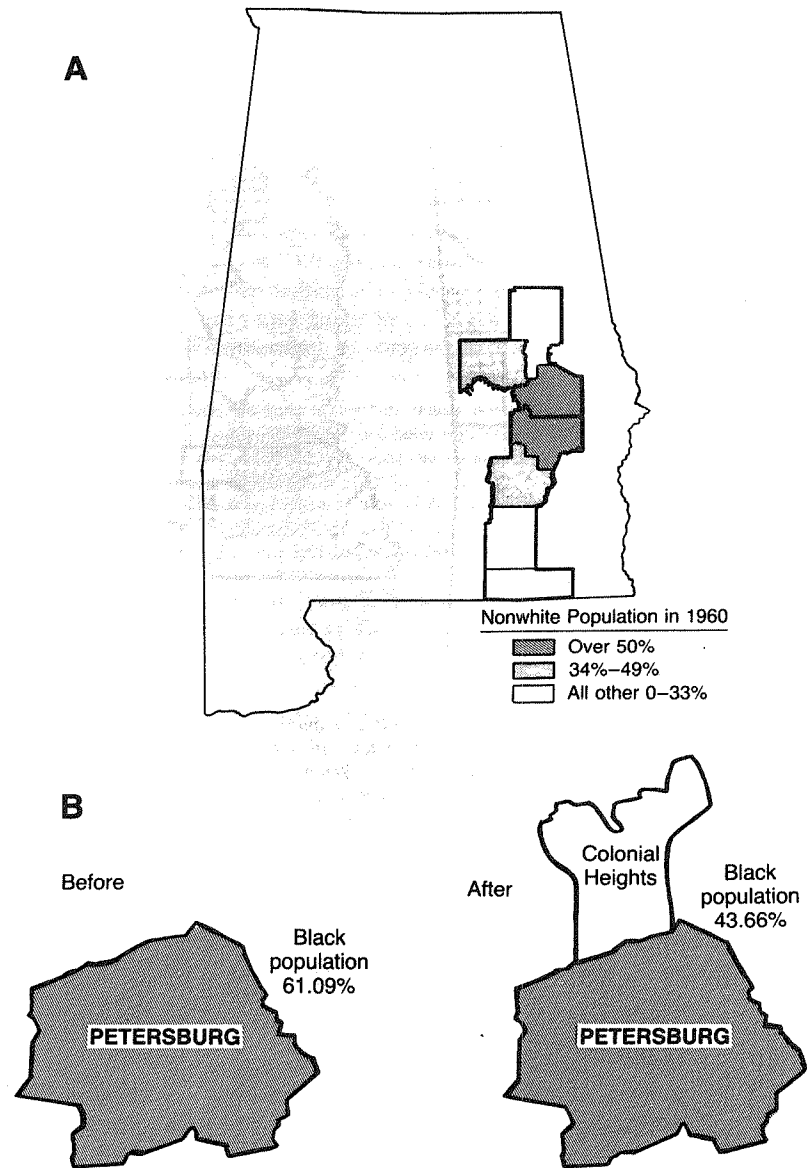 A
Nonwhite Population in 1960
Over 50%
34%–49%
All other 0–33%
B
Before
Black
population
61.09%
PETERSBURG
After
Colonial
Heights
Black
population
43.66%
PETERSBURG